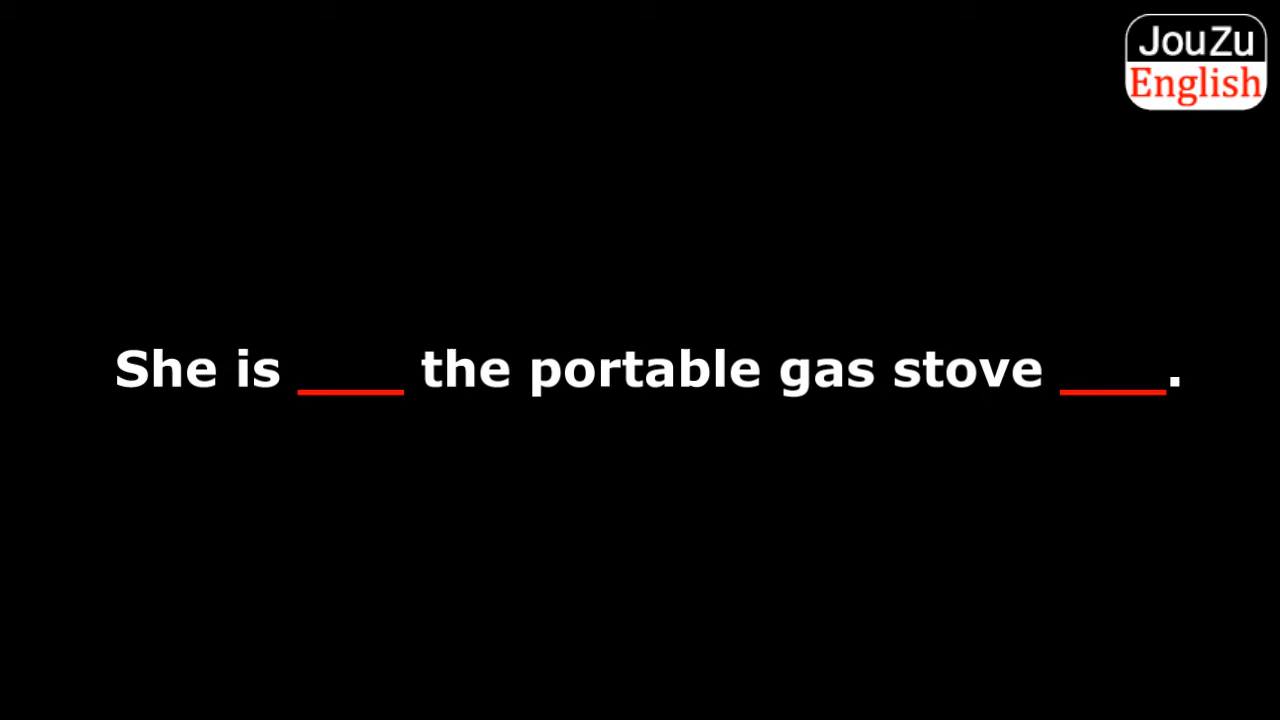 JouZu
English
She is ____ the portable gas stove ____.